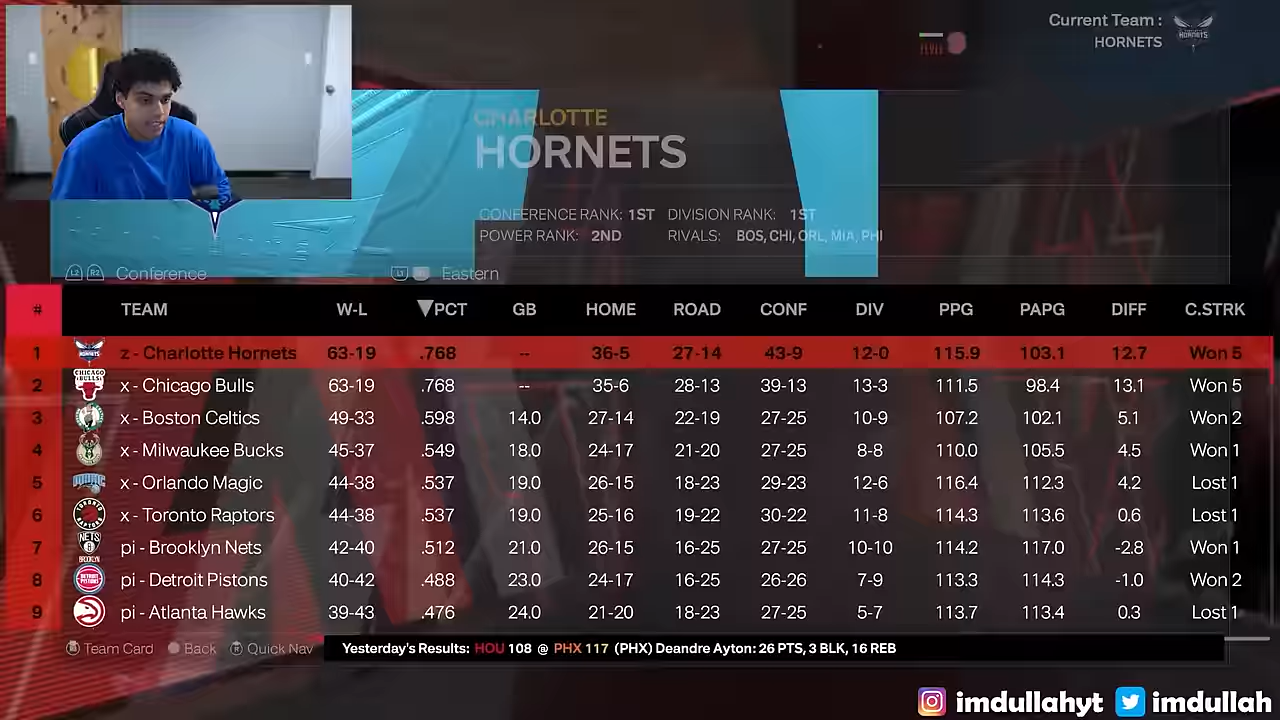 Current Team :
HORNETS
FEVER
CHARLOTTE
HORNETS
CONFERENCE RANK: 1ST DIVISION RANK: 1ST
POWER RANK: 2ND RIVALS: BOS, CHI, ORL, MIA, PHI
L2 R2 Conference L1 Eastern
# TEAM W-L ▼PCT GB HOME ROAD CONF DIV PPG PAPG DIFF C.STRK
1 HORNETS z - Charlotte Hornets 63-19 .768 -- 36-5 27-14 43-9 12-0 115.9 103.1 12.7 Won 5
2 CHICAGO BULLS x - Chicago Bulls 63-19 .768 -- 35-6 28-13 39-13 13-3 111.5 98.4 13.1 Won 5
3 x - Boston Celtics 49-33 .598 14.0 27-14 22-19 27-25 10-9 107.2 102.1 5.1 Won 2
4 x - Milwaukee Bucks 45-37 .549 18.0 24-17 21-20 27-25 8-8 110.0 105.5 4.5 Won 1
5 x - Orlando Magic 44-38 .537 19.0 26-15 18-23 29-23 12-6 116.4 112.3 4.2 Lost 1
6 x - Toronto Raptors 44-38 .537 19.0 25-16 19-22 30-22 11-8 114.3 113.6 0.6 Lost 1
7 NETS BROOKLYN pi - Brooklyn Nets 42-40 .512 21.0 26-15 16-25 27-25 10-10 114.2 117.0 -2.8 Won 1
8 pi - Detroit Pistons 40-42 .488 23.0 24-17 16-25 26-26 7-9 113.3 114.3 -1.0 Won 2
9 pi - Atlanta Hawks 39-43 .476 24.0 21-20 18-23 27-25 5-7 113.7 113.4 0.3 Lost 1
Team Card Back R Quick Nav Yesterday's Results: HOU 108 @ PHX 117 (PHX) Deandre Ayton: 26 PTS, 3 BLK, 16 REB
imdullahyt imdullah